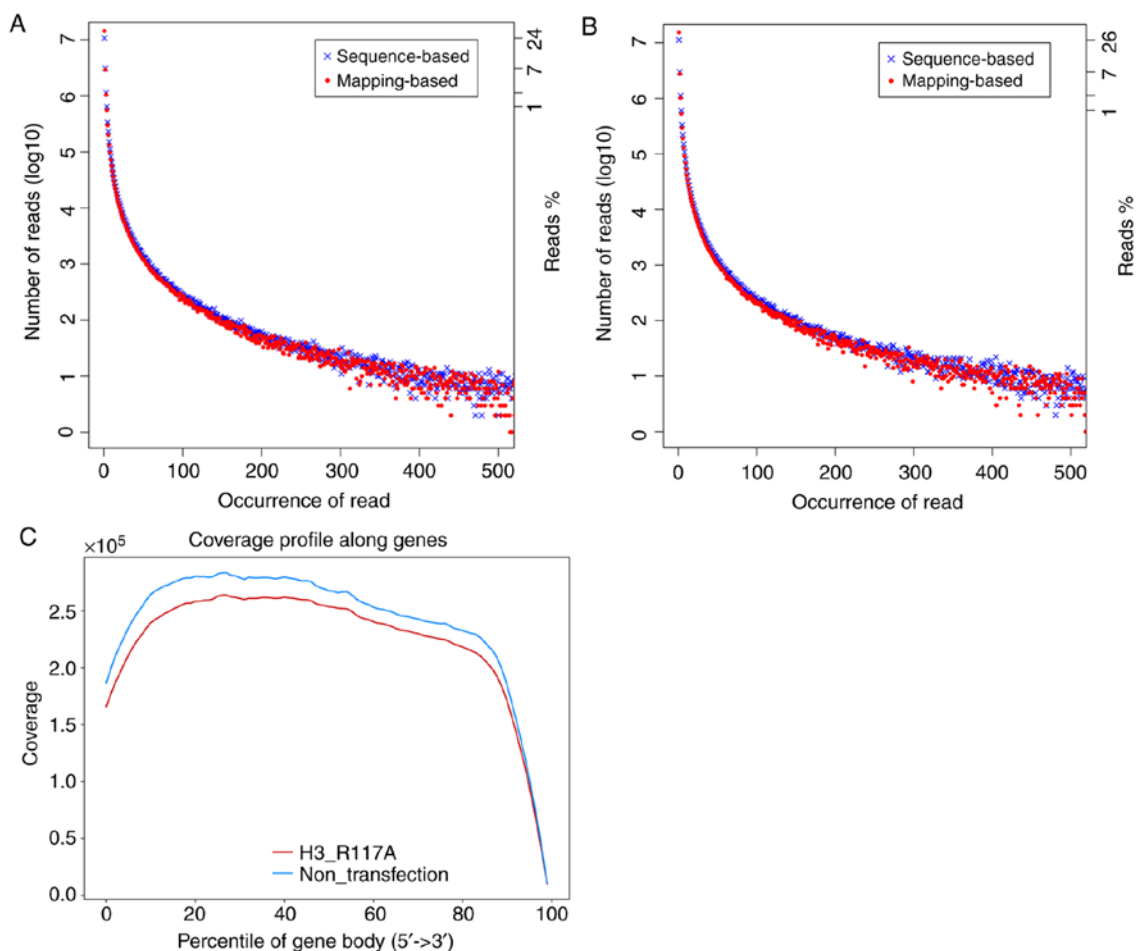 A
Number of reads (log10)
7
6
5
4
3
2
1
0
× Sequence-based
• Mapping-based
24
7
1
Reads %
0 100 200 300 400 500
Occurrence of read
B
Number of reads (log10)
7
6
5
4
3
2
1
0
× Sequence-based
• Mapping-based
26
7
1
Reads %
0 100 200 300 400 500
Occurrence of read
C
×10⁵
Coverage profile along genes
Coverage
2.5
2.0
1.5
1.0
0.5
0.0
H3_R117A
Non_transfection
0 20 40 60 80 100
Percentile of gene body (5′->3′)